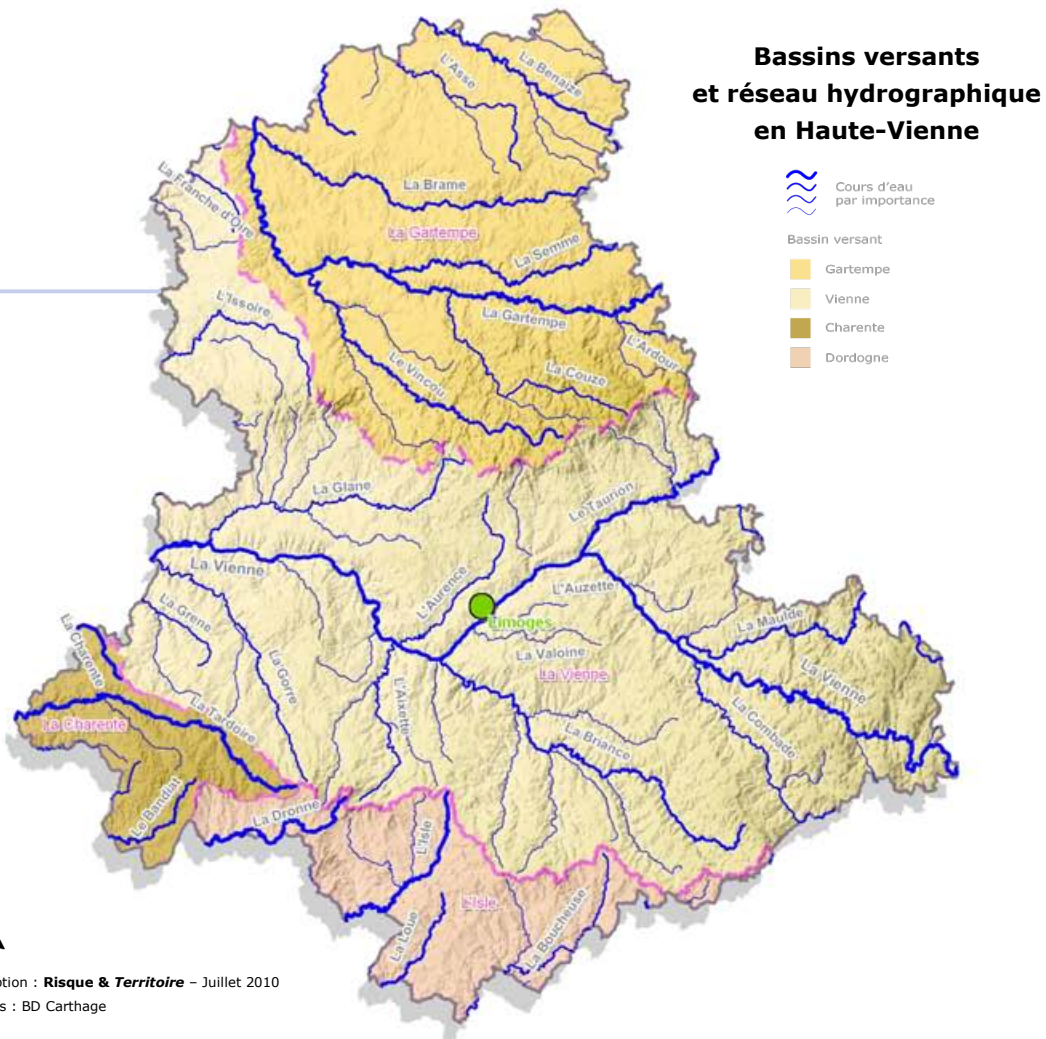 Bassins versants
et réseau hydrographique
en Haute-Vienne
Cours d'eau
par importance
Bassin versant
Gartempe
Vienne
Charente
Dordogne
La Benaize
L'Asse
La Brame
La Franche d'Oire
La Gartempe
La Semme
L'Issoire
La Gartempe
L'Ardour
Le Vincou
La Couze
La Glane
Le Taurion
La Vienne
L'Aurence
L'Auzette
Limoges
La Maulde
La Grêne
La Valoine
La Vienne
La Vienne
La Charente
La Gorre
L'Aixette
La Combade
La Tardoire
La Charente
La Briance
Le Bandiat
La Dronne
L'Isle
L'Isle
La Loue
La Boucheuse
ption : Risque & Territoire – Juillet 2010
s : BD Carthage